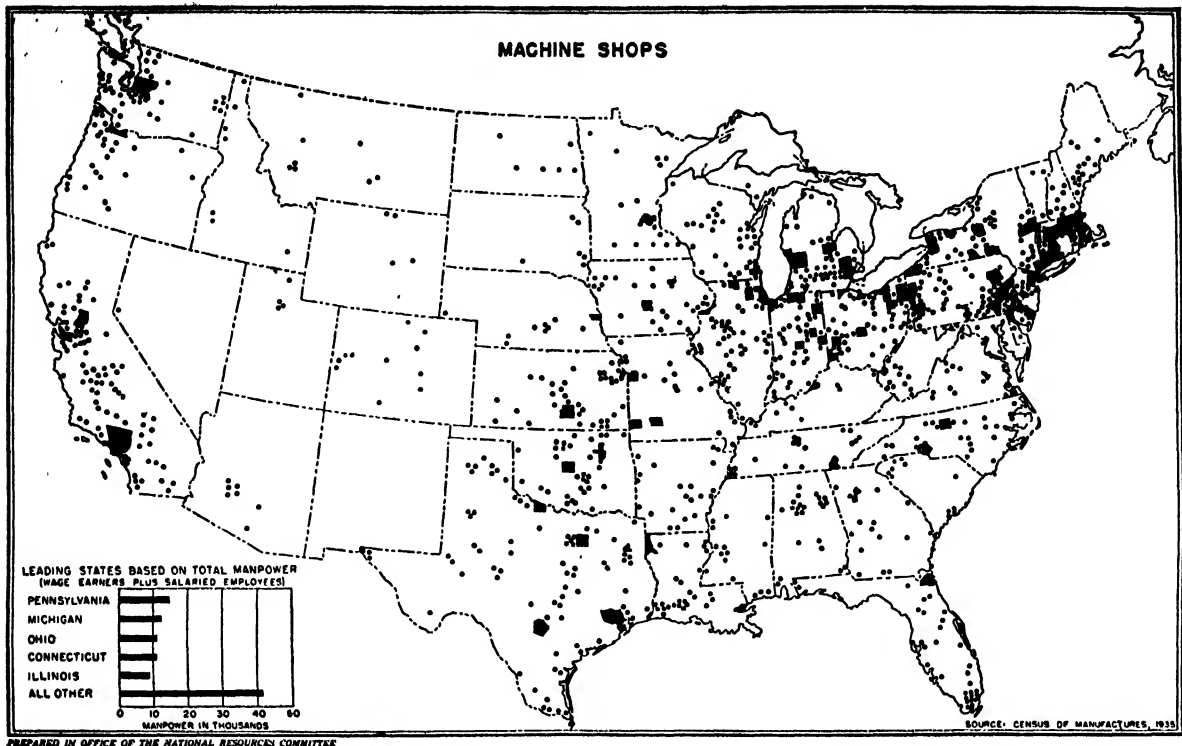 MACHINE SHOPS
LEADING STATES BASED ON TOTAL MANPOWER
(WAGE EARNERS PLUS SALARIED EMPLOYEES)
PENNSYLVANIA
MICHIGAN
OHIO
CONNECTICUT
ILLINOIS
ALL OTHER
0 10 20 30 40 50
MANPOWER IN THOUSANDS
SOURCE: CENSUS OF MANUFACTURES, 1935
PREPARED IN OFFICE OF THE NATIONAL RESOURCES COMMITTEE